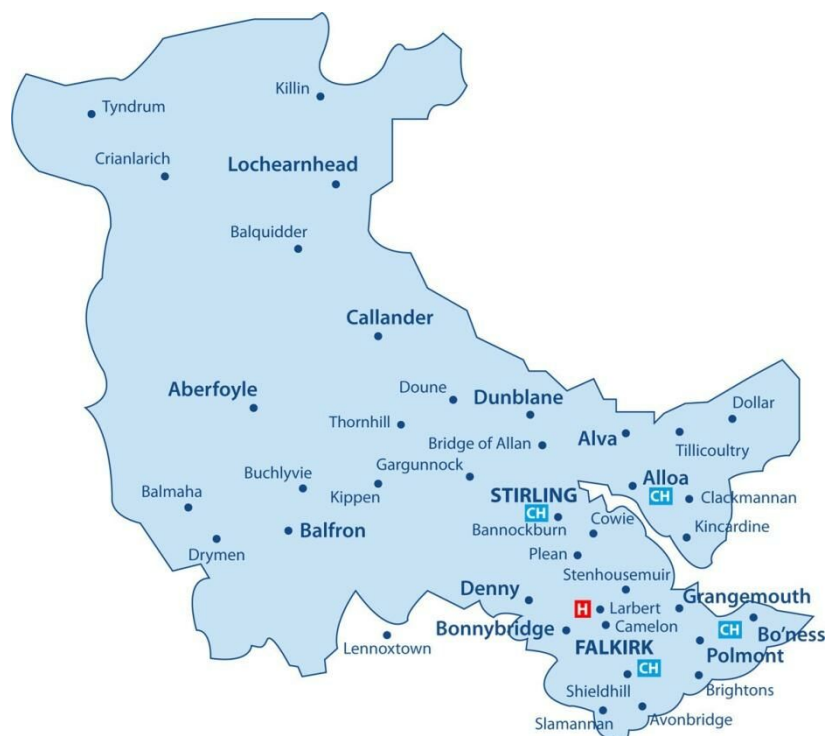 Killin
Tyndrum
Crianlarich
Lochearnhead
Balquidder
Callander
Aberfoyle
Doune
Dunblane
Dollar
Thornhill
Bridge of Allan
Alva
Tillicoultry
Gargunnock
Buchlyvie
Kippen
Alloa
CH
Clackmannan
Balmaha
STIRLING
CH
Bannockburn
Cowie
Kincardine
Balfron
Drymen
Plean
Stenhousemuir
Denny
Grangemouth
H
Larbert
Bonnybridge
Camelon
CH
Bo'ness
Lennoxtown
FALKIRK
CH
Polmont
Shieldhill
Brightons
Slamannan
Avonbridge